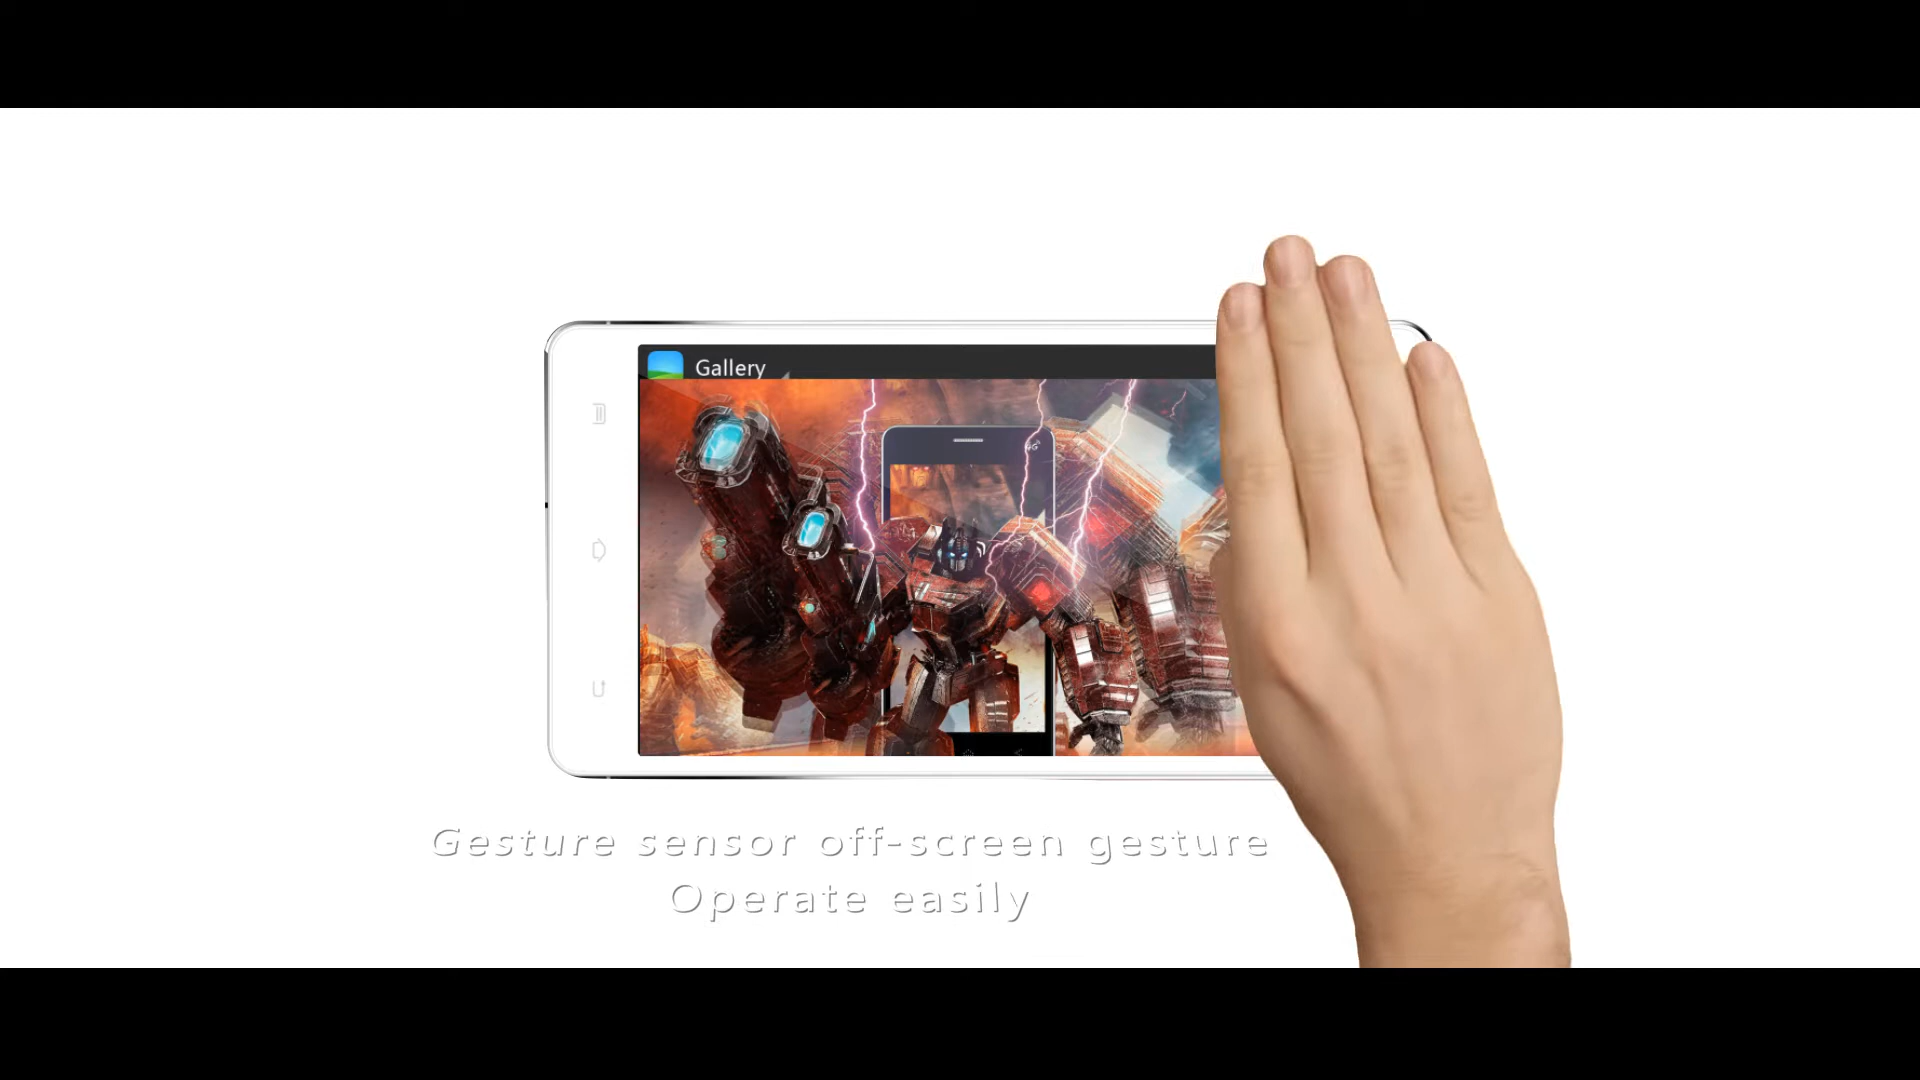 Gallery
Gesture sensor off-screen gesture
Operate easily